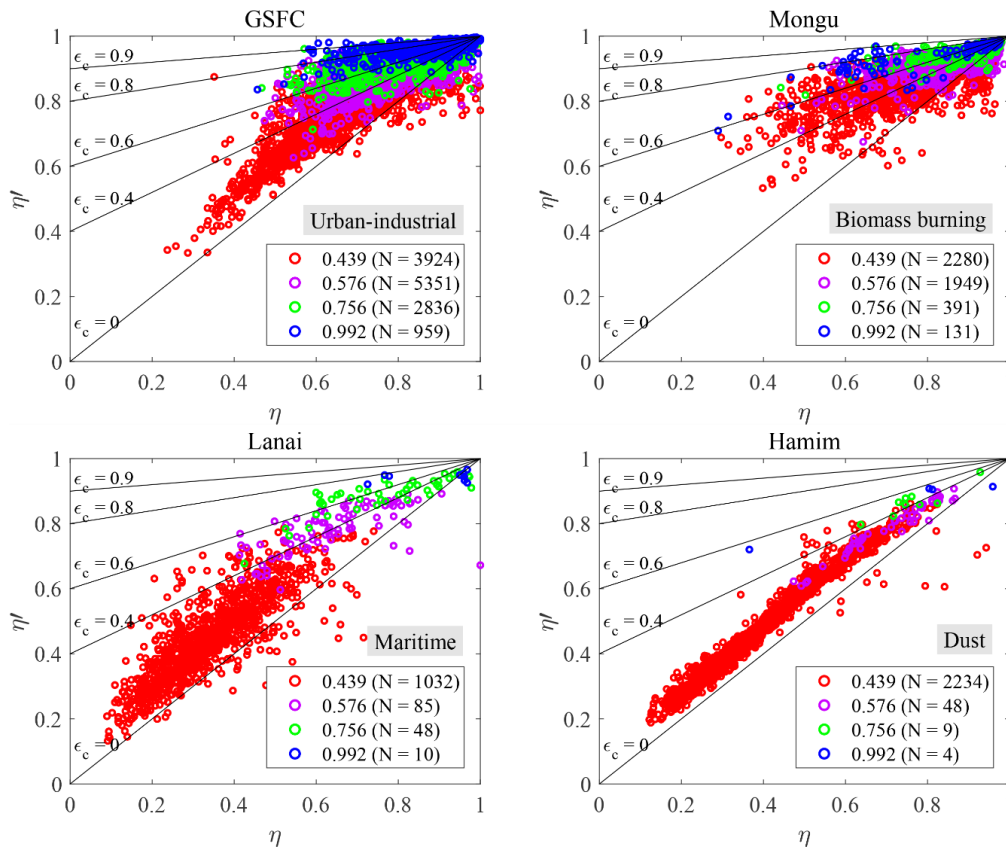 GSFC
1
ϵc = 0.9
ϵc = 0.8
0.8
ϵc = 0.6
0.6
ϵc = 0.4
0.4
0.2
ϵc = 0
0
η′
Urban-industrial
0.439 (N = 3924)
0.576 (N = 5351)
0.756 (N = 2836)
0.992 (N = 959)
0 0.2 0.4 0.6 0.8 1
η
Mongu
1
ϵc = 0.9
ϵc = 0.8
0.8
ϵc = 0.6
0.6
ϵc = 0.4
0.4
0.2
ϵc = 0
0
η′
Biomass burning
0.439 (N = 2280)
0.576 (N = 1949)
0.756 (N = 391)
0.992 (N = 131)
0 0.2 0.4 0.6 0.8
η
Lanai
1
ϵc = 0.9
ϵc = 0.8
0.8
ϵc = 0.6
0.6
ϵc = 0.4
0.4
0.2
ϵc = 0
0
η′
Maritime
0.439 (N = 1032)
0.576 (N = 85)
0.756 (N = 48)
0.992 (N = 10)
0 0.2 0.4 0.6 0.8 1
η
Hamim
1
ϵc = 0.9
ϵc = 0.8
0.8
ϵc = 0.6
0.6
ϵc = 0.4
0.4
0.2
ϵc = 0
0
η′
Dust
0.439 (N = 2234)
0.576 (N = 48)
0.756 (N = 9)
0.992 (N = 4)
0 0.2 0.4 0.6 0.8
η